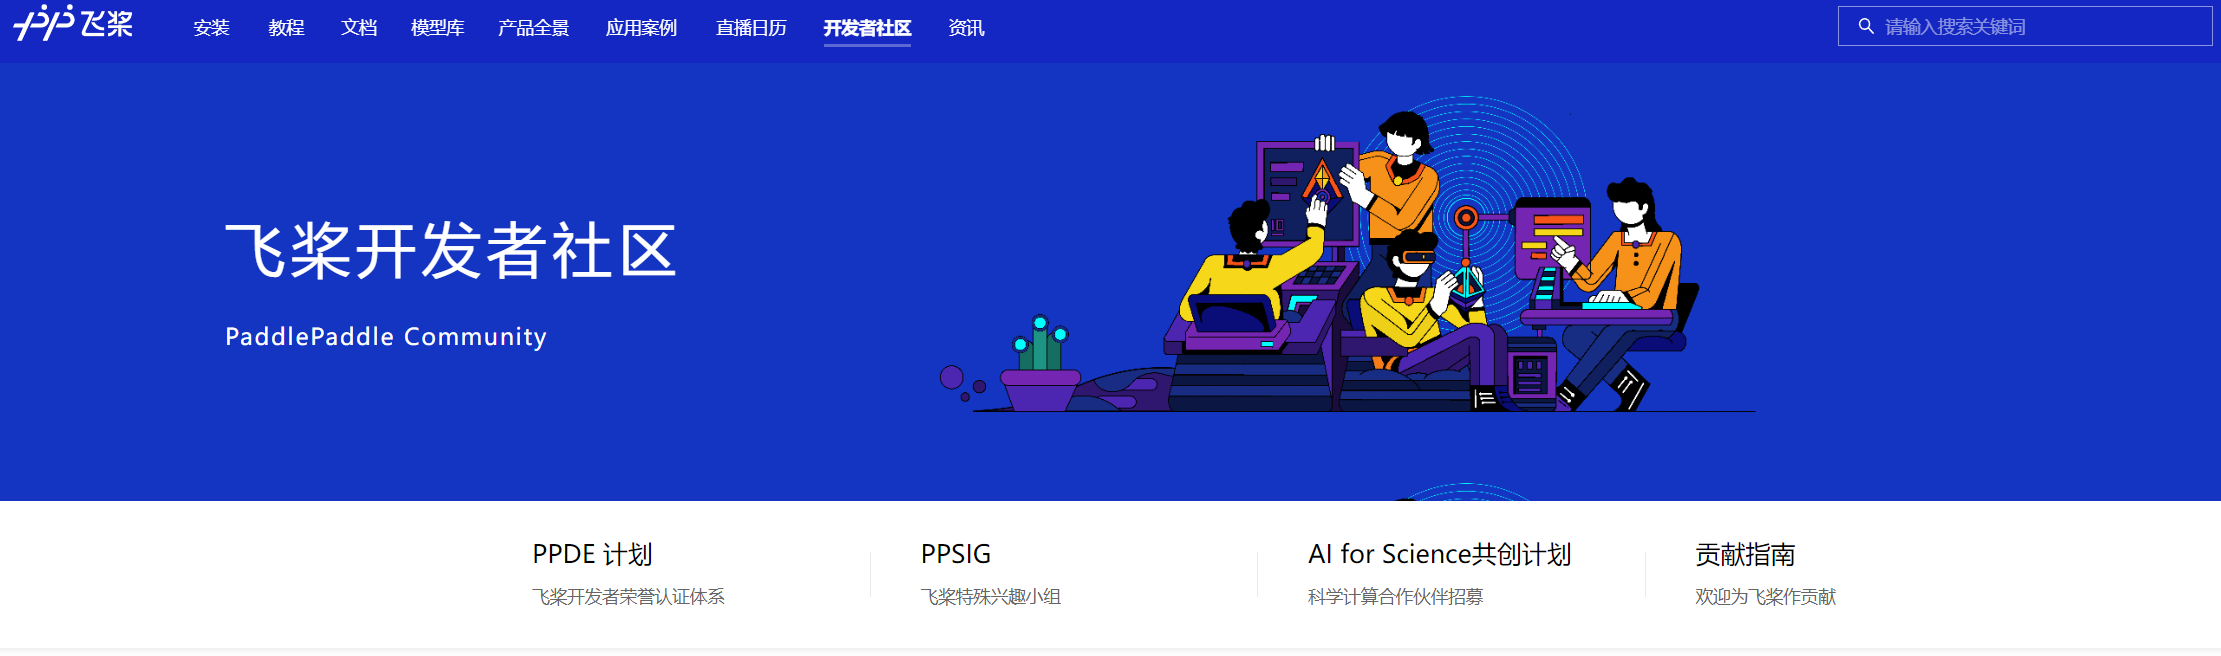 飞桨 安装 教程 文档 模型库 产品全景 应用案例 直播日历 开发者社区 资讯 请输入搜索关键词
飞桨开发者社区
PaddlePaddle Community
PPDE 计划 PPSIG AI for Science共创计划 贡献指南
飞桨开发者荣誉认证体系 飞桨特殊兴趣小组 科学计算合作伙伴招募 欢迎为飞桨作贡献